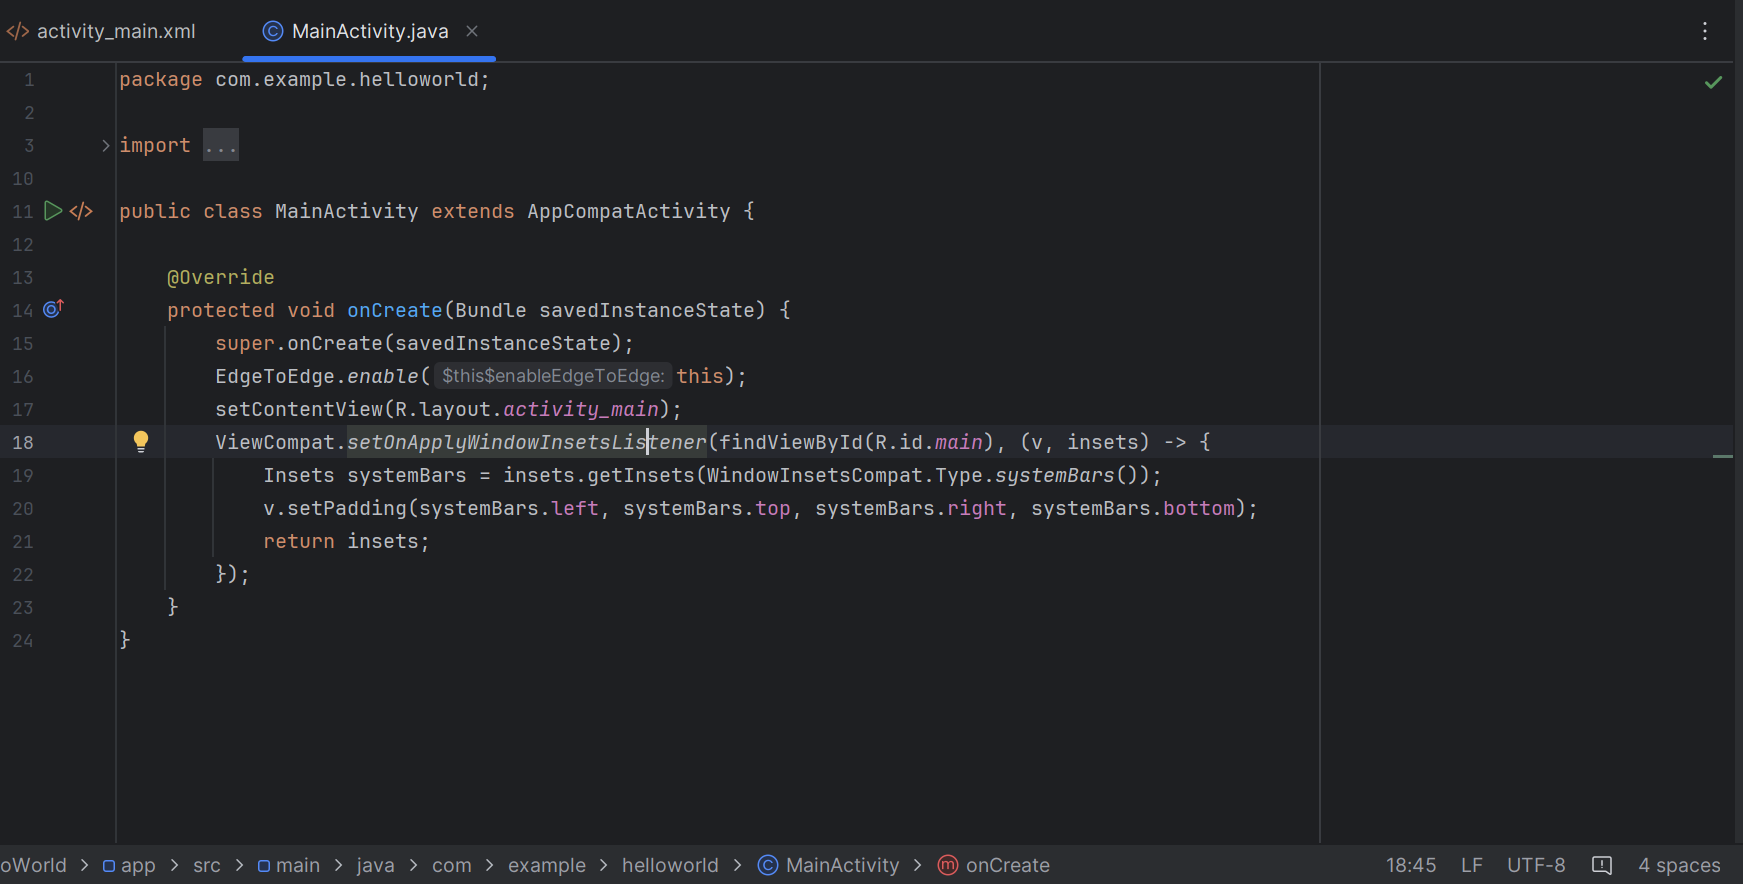 </> activity_main.xml MainActivity.java
1 package com.example.helloworld;
2
3 import ...
10
11 </> public class MainActivity extends AppCompatActivity {
12
13 @Override
14 protected void onCreate(Bundle savedInstanceState) {
15 super.onCreate(savedInstanceState);
16 EdgeToEdge.enable( $this$enableEdgeToEdge: this);
17 setContentView(R.layout.activity_main);
18 ViewCompat.setOnApplyWindowInsetsListener(findViewById(R.id.main), (v, insets) -> {
19 Insets systemBars = insets.getInsets(WindowInsetsCompat.Type.systemBars());
20 v.setPadding(systemBars.left, systemBars.top, systemBars.right, systemBars.bottom);
21 return insets;
22 });
23 }
24 }
oWorld > app > src > main > java > com > example > helloworld > MainActivity > onCreate 18:45 LF UTF-8 4 spaces